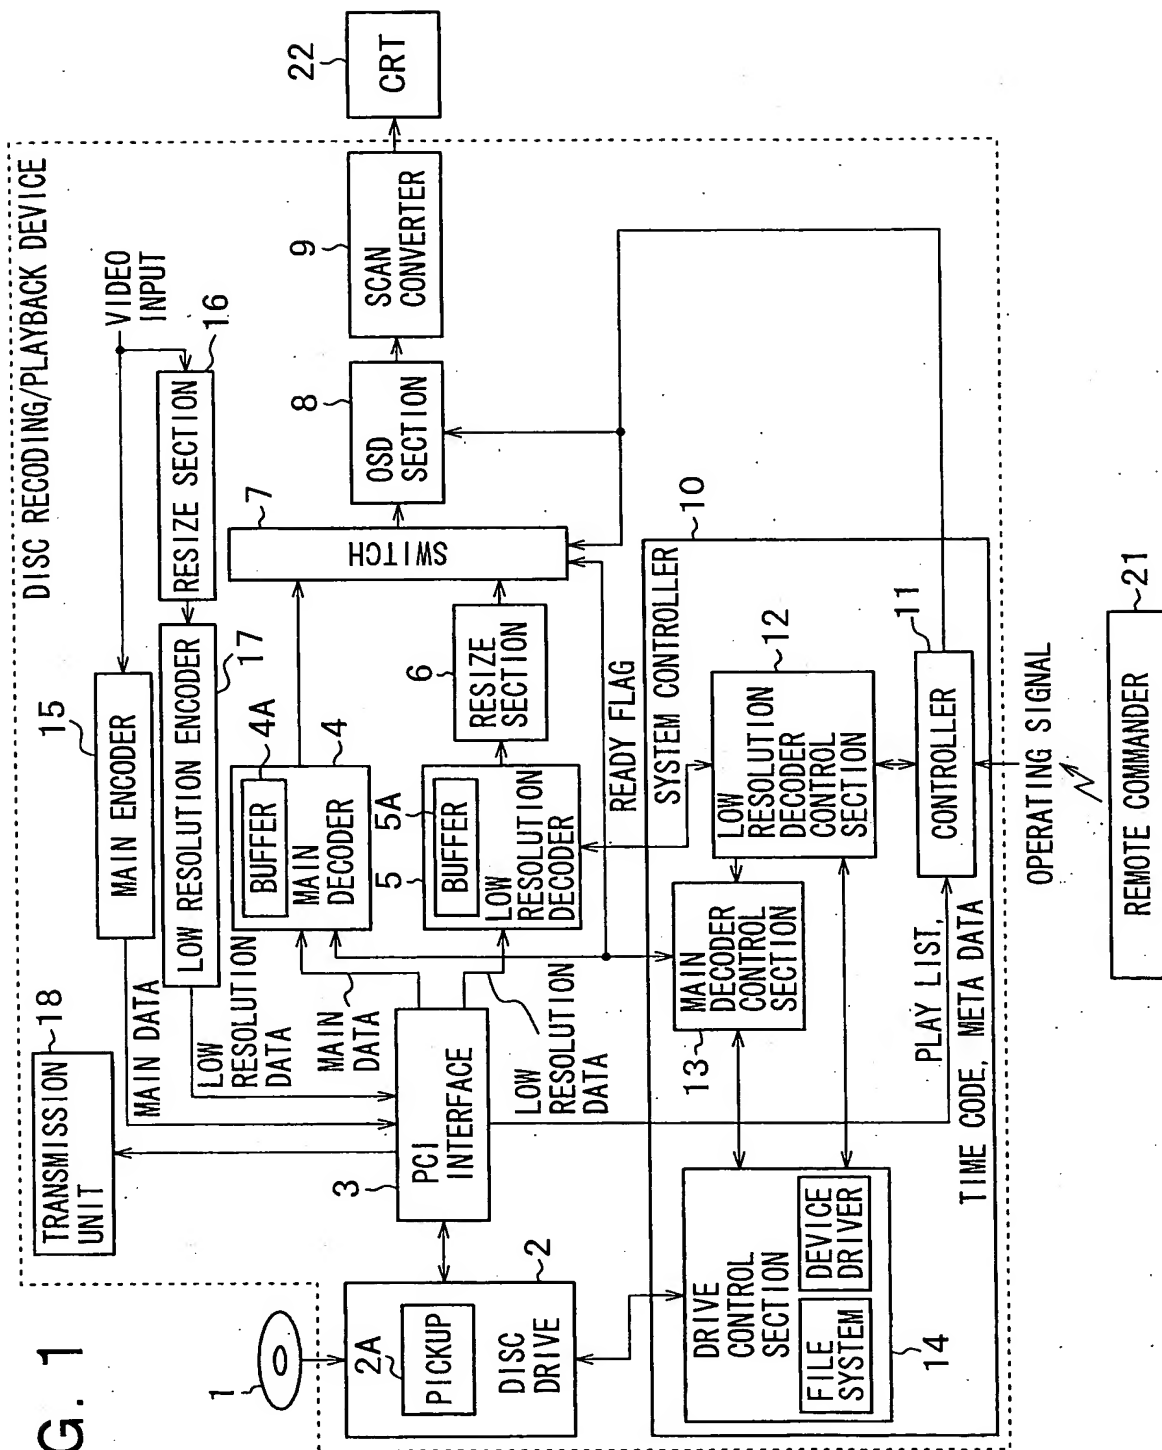 G. 1
DISC RECODING/PLAYBACK DEVICE
1
2A
PICKUP
DISC
DRIVE
2
TRANSMISSION
UNIT
18
3
PCI
INTERFACE
MAIN DATA
LOW
RESOLUTION
DATA
MAIN
DATA
LOW
RESOLUTION
DATA
15
MAIN ENCODER
LOW RESOLUTION ENCODER
17
RESIZE SECTION
16
VIDEO
INPUT
BUFFER
4A
MAIN
DECODER
4
5
BUFFER
5A
LOW
RESOLUTION
DECODER
6
RESIZE
SECTION
SWITCH
7
8
OSD
SECTION
9
SCAN
CONVERTER
22
CRT
READY FLAG
SYSTEM CONTROLLER
10
DRIVE
CONTROL
SECTION
FILE
SYSTEM
DEVICE
DRIVER
14
13
MAIN
DECODER
CONTROL
SECTION
LOW
RESOLUTION
DECODER
CONTROL
SECTION
12
CONTROLLER
11
PLAY LIST,
TIME CODE, META DATA
OPERATING SIGNAL
REMOTE COMMANDER
21